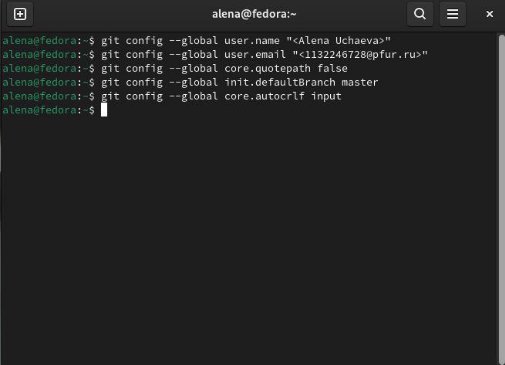 alena@fedora:~
alena@fedora:~$ git config --global user.name "<Alena Uchaeva>"
alena@fedora:~$ git config --global user.email "<1132246728@pfur.ru>"
alena@fedora:~$ git config --global core.quotepath false
alena@fedora:~$ git config --global init.defaultBranch master
alena@fedora:~$ git config --global core.autocrlf input
alena@fedora:~$